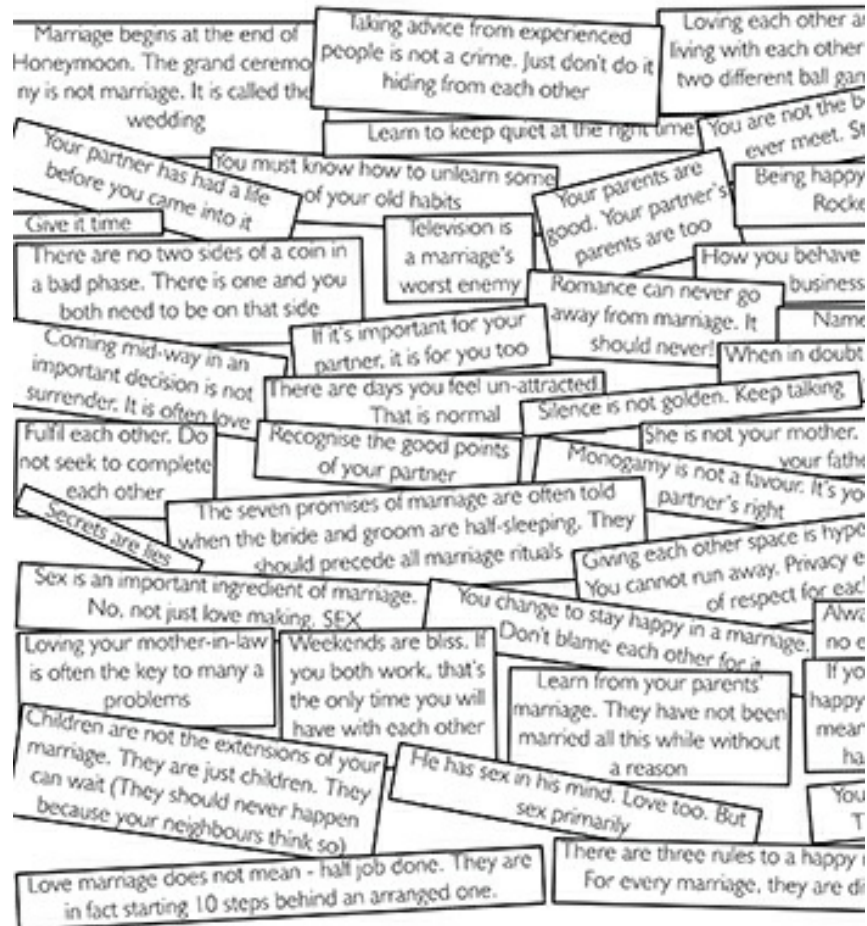 Marriage begins at the end of
Honeymoon. The grand ceremo
ny is not marriage. It is called the
wedding
Taking advice from experienced
people is not a crime. Just don't do it
hiding from each other
Loving each other a
living with each other
two different ball gam
Learn to keep quiet at the right time
You are not the b
ever meet. S
Your partner has had a life
before you came into it
You must know how to unlearn some
of your old habits
Your parents are
good. Your partner's
parents are too
Being happy
Rocke
Give it time
Television is
a marriage's
worst enemy
There are no two sides of a coin in
a bad phase. There is one and you
both need to be on that side
How you behave
business
Romance can never go
away from marriage. It
should never!
Name
If it's important for your
partner, it is for you too
When in doubt
Coming mid-way in an
important decision is not
surrender. It is often love
There are days you feel un-attracted.
That is normal
Silence is not golden. Keep talking
Fulfil each other. Do
not seek to complete
each other
Recognise the good points
of your partner
She is not your mother.
your fathe
Monogamy is not a favour. It's yo
partner's right
Secrets are lies
The seven promises of marriage are often told
when the bride and groom are half-sleeping. They
should precede all marriage rituals
Giving each other space is hype
You cannot run away. Privacy e
of respect for eac
Sex is an important ingredient of marriage.
No, not just love making. SEX
You change to stay happy in a marriage.
Don't blame each other for it
Alwa
no e
Loving your mother-in-law
is often the key to many a
problems
Weekends are bliss. If
you both work, that's
the only time you will
have with each other
Learn from your parents'
marriage. They have not been
married all this while without
a reason
If yo
happy
mean
ha
Children are not the extensions of your
marriage. They are just children. They
can wait (They should never happen
because your neighbours think so)
He has sex in his mind. Love too. But
sex primarily
You
T
Love marriage does not mean - half job done. They are
in fact starting 10 steps behind an arranged one.
There are three rules to a happy
For every marriage, they are di